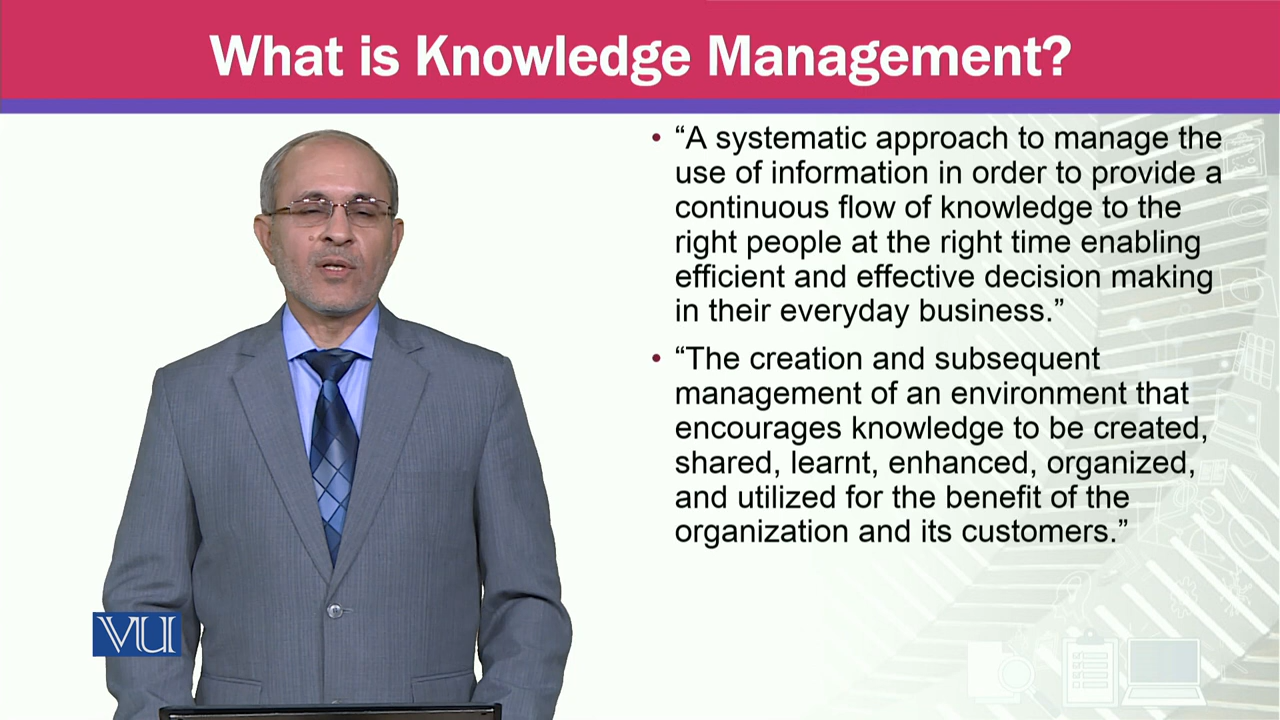 What is Knowledge Management?
• “A systematic approach to manage the
use of information in order to provide a
continuous flow of knowledge to the
right people at the right time enabling
efficient and effective decision making
in their everyday business.”
• “The creation and subsequent
management of an environment that
encourages knowledge to be created,
shared, learnt, enhanced, organized,
and utilized for the benefit of the
organization and its customers.”
VU